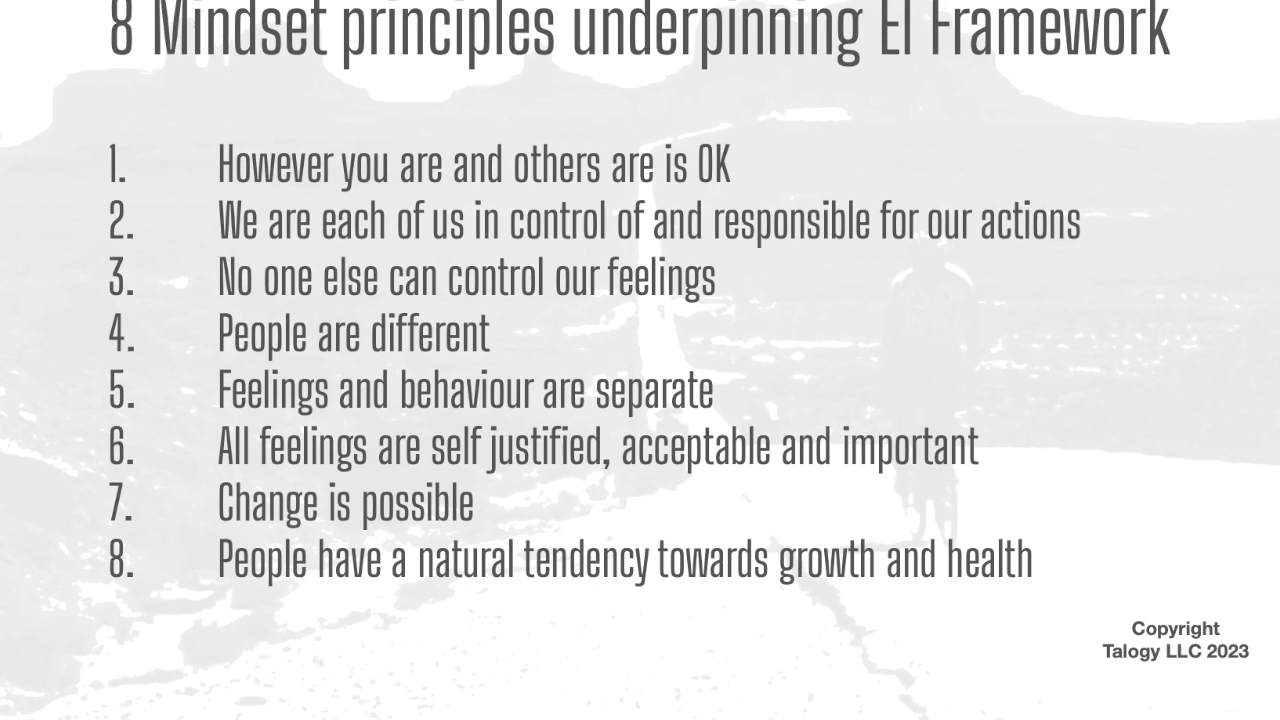 8 Mindset principles underpinning EI Framework
1. However you are and others are is OK
2. We are each of us in control of and responsible for our actions
3. No one else can control our feelings
4. People are different
5. Feelings and behaviour are separate
6. All feelings are self justified, acceptable and important
7. Change is possible
8. People have a natural tendency towards growth and health
Copyright
Talogy LLC 2023